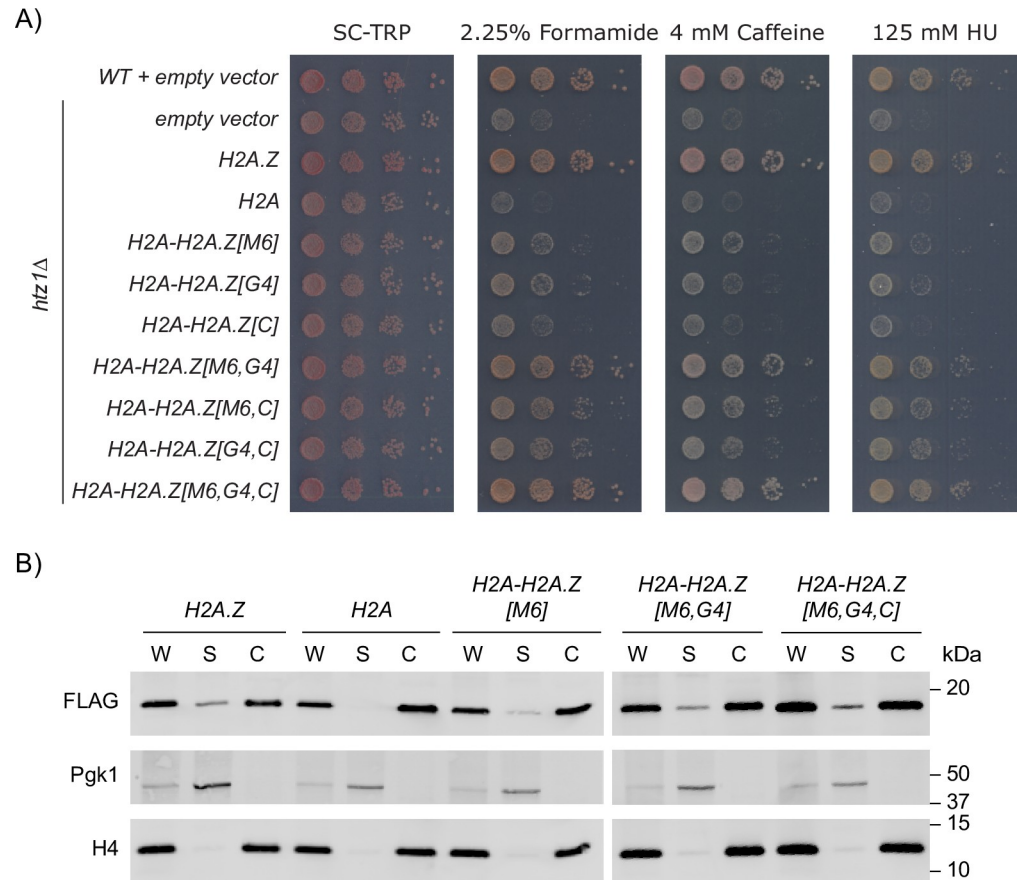 A)
SC-TRP 2.25% Formamide 4 mM Caffeine 125 mM HU
WT + empty vector
empty vector
H2A.Z
H2A
H2A-H2A.Z[M6]
H2A-H2A.Z[G4]
H2A-H2A.Z[C]
H2A-H2A.Z[M6,G4]
H2A-H2A.Z[M6,C]
H2A-H2A.Z[G4,C]
H2A-H2A.Z[M6,G4,C]
htz1Δ
B)
H2A.Z H2A H2A-H2A.Z [M6] H2A-H2A.Z [M6,G4] H2A-H2A.Z [M6,G4,C]
W S C W S C W S C W S C W S C kDa
FLAG 20
Pgk1 50
37
H4 15
10